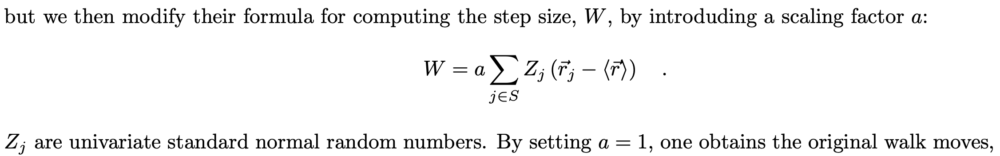 but we then modify their formula for computing the step size, W, by introduding a scaling factor a:
W = a ∑_{j∈S} Z_j (r⃗_j − ⟨r⃗⟩) .
Z_j are univariate standard normal random numbers. By setting a = 1, one obtains the original walk moves,